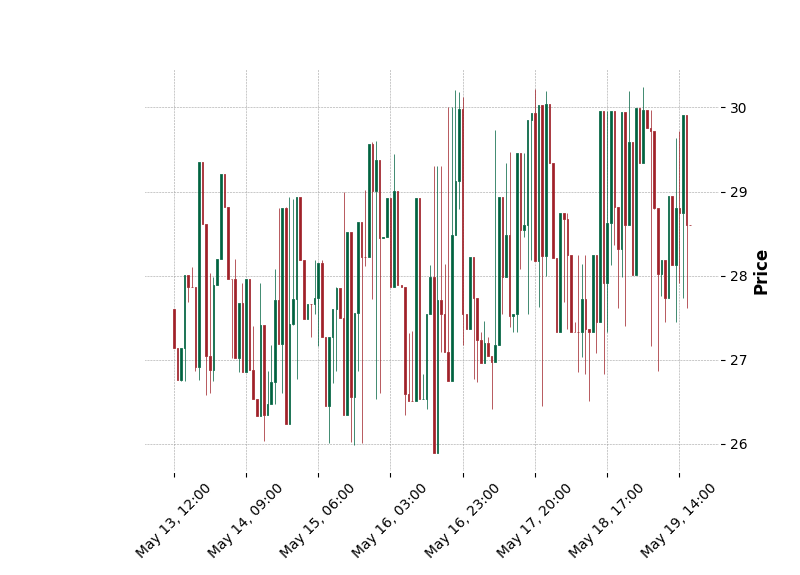 30
29
28
27
26
Price
May 13, 12:00
May 14, 09:00
May 15, 06:00
May 16, 03:00
May 16, 23:00
May 17, 20:00
May 18, 17:00
May 19, 14:00